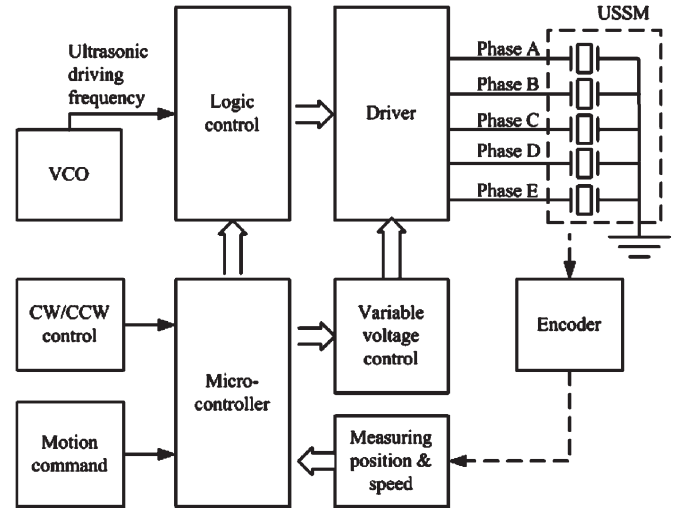 USSM
Ultrasonic
driving
frequency
VCO
Logic
control
Driver
Phase A
Phase B
Phase C
Phase D
Phase E
CW/CCW
control
Motion
command
Micro-
controller
Variable
voltage
control
Encoder
Measuring
position &
speed